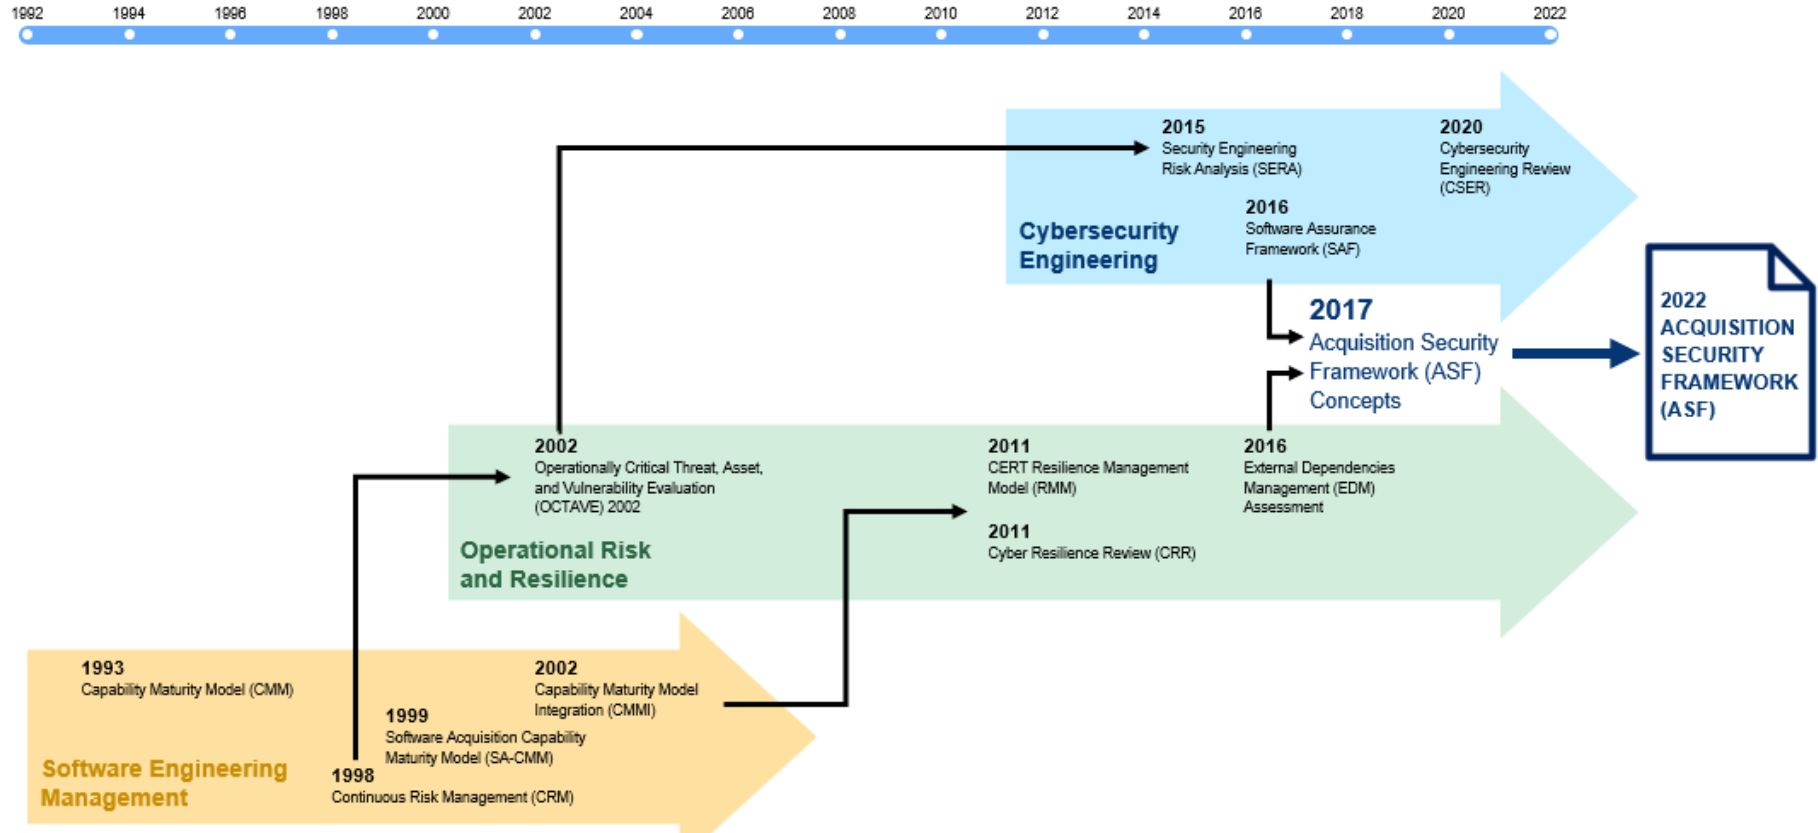 1992 1994 1996 1998 2000 2002 2004 2006 2008 2010 2012 2014 2016 2018 2020 2022
2015
Security Engineering
Risk Analysis (SERA)
2020
Cybersecurity
Engineering Review
(CSER)
2016
Software Assurance
Framework (SAF)
Cybersecurity
Engineering
2017
Acquisition Security
Framework (ASF)
Concepts
2022
ACQUISITION
SECURITY
FRAMEWORK
(ASF)
2002
Operationally Critical Threat, Asset,
and Vulnerability Evaluation
(OCTAVE) 2002
2011
CERT Resilience Management
Model (RMM)
2011
Cyber Resilience Review (CRR)
2016
External Dependencies
Management (EDM)
Assessment
Operational Risk
and Resilience
1993
Capability Maturity Model (CMM)
2002
Capability Maturity Model
Integration (CMMI)
1999
Software Acquisition Capability
Maturity Model (SA-CMM)
1998
Continuous Risk Management (CRM)
Software Engineering
Management